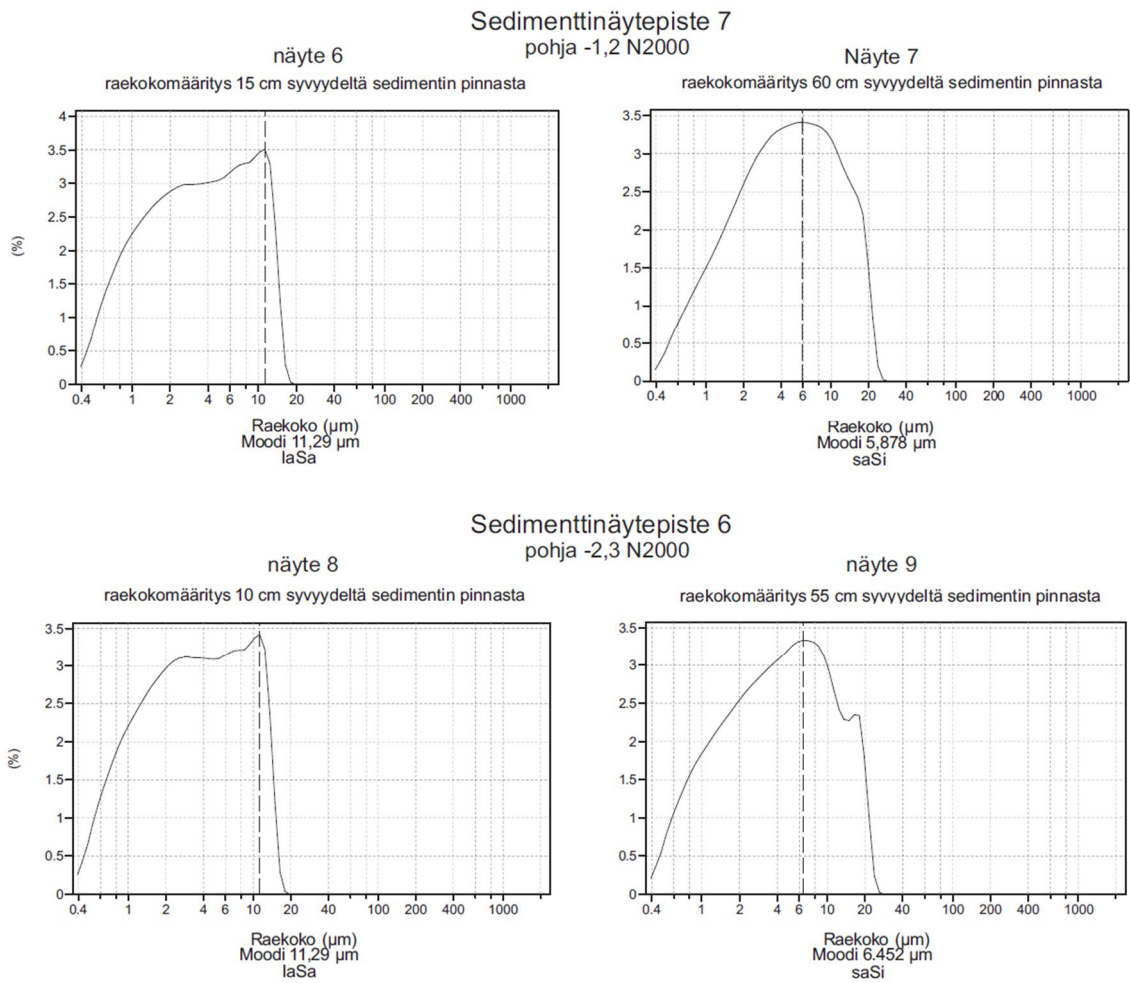 Sedimenttinäytepiste 7
pohja -1,2 N2000
näyte 6
raekokomääritys 15 cm syvyydeltä sedimentin pinnasta
(%)
4
3.5
3
2.5
2
1.5
1
0.5
0
0.4 1 2 4 6 10 20 40 100 200 400 1000
Raekoko (µm)
Moodi 11,29 µm
laSa
Näyte 7
raekokomääritys 60 cm syvyydeltä sedimentin pinnasta
3.5
3
2.5
2
1.5
1
0.5
0
0.4 1 2 4 6 10 20 40 100 200 400 1000
Raekoko (µm)
Moodi 5,878 µm
saSi
Sedimenttinäytepiste 6
pohja -2,3 N2000
näyte 8
raekokomääritys 10 cm syvyydeltä sedimentin pinnasta
(%)
3.5
3
2.5
2
1.5
1
0.5
0
0.4 1 2 4 6 10 20 40 100 200 400 1000
Raekoko (µm)
Moodi 11,29 µm
laSa
näyte 9
raekokomääritys 55 cm syvyydeltä sedimentin pinnasta
3.5
3
2.5
2
1.5
1
0.5
0
0.4 1 2 4 6 10 20 40 100 200 400 1000
Raekoko (µm)
Moodi 6.452 µm
saSi